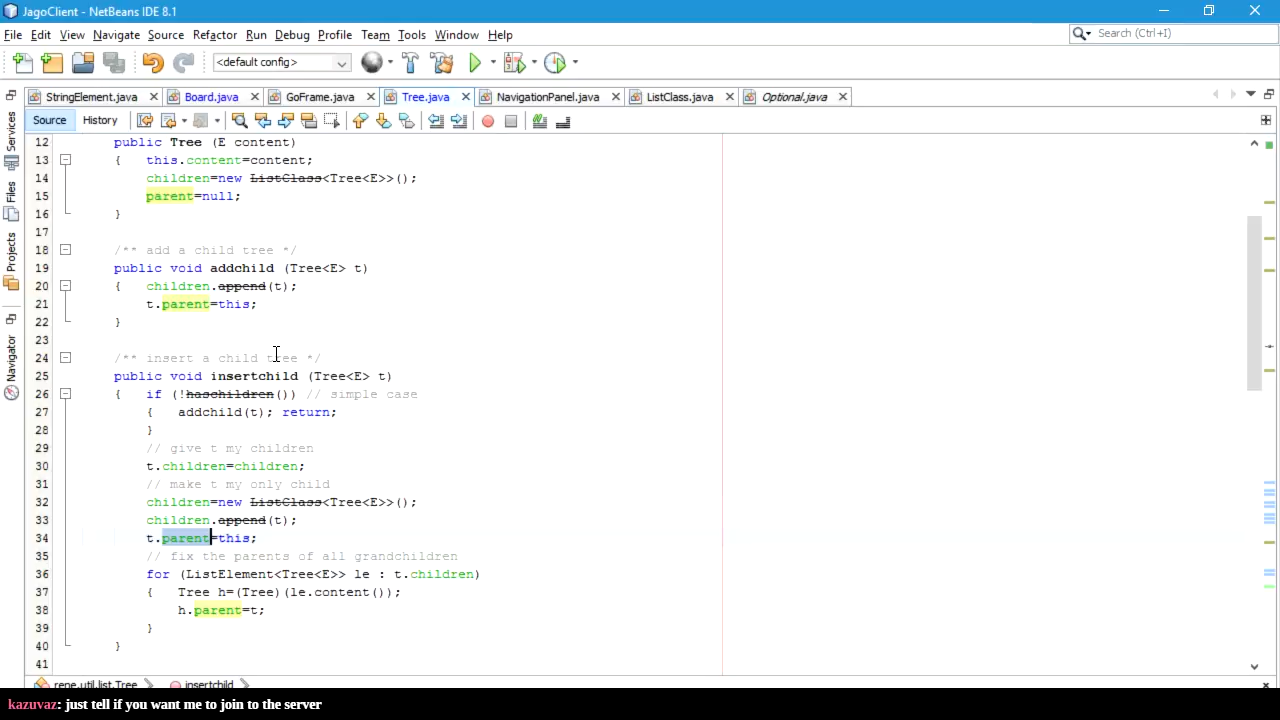 JagoClient - NetBeans IDE 8.1
File Edit View Navigate Source Refactor Run Debug Profile Team Tools Window Help
Search (Ctrl+I)
<default config>
StringElement.java Board.java GoFrame.java Tree.java NavigationPanel.java ListClass.java Optional.java
Source History
Services
Files
Projects
Navigator
12 public Tree (E content)
13 { this.content=content;
14 children=new ListClass<Tree<E>>();
15 parent=null;
16 }
17
18 /** add a child tree */
19 public void addchild (Tree<E> t)
20 { children.append(t);
21 t.parent=this;
22 }
23
24 /** insert a child tree */
25 public void insertchild (Tree<E> t)
26 { if (!haschildren()) // simple case
27 { addchild(t); return;
28 }
29 // give t my children
30 t.children=children;
31 // make t my only child
32 children=new ListClass<Tree<E>>();
33 children.append(t);
34 t.parent=this;
35 // fix the parents of all grandchildren
36 for (ListElement<Tree<E>> le : t.children)
37 { Tree h=(Tree)(le.content());
38 h.parent=t;
39 }
40 }
41
rene.util.list.Tree insertchild
kazuvaz: just tell if you want me to join to the server